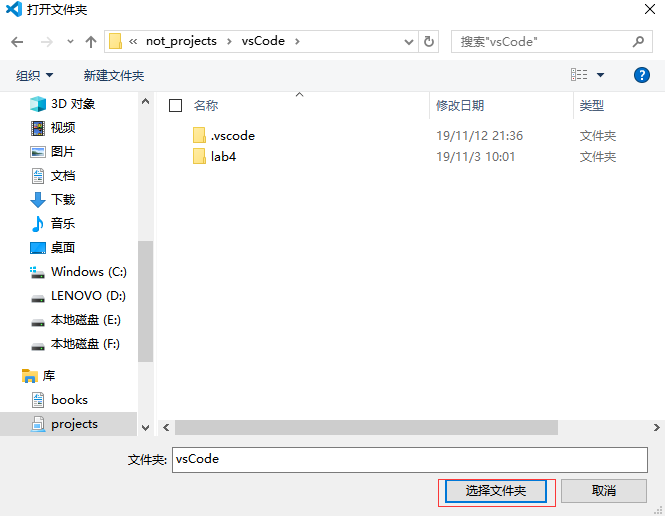 打开文件夹
« not_projects › vsCode ›
搜索"vsCode"
组织
新建文件夹
3D 对象
视频
图片
文档
下载
音乐
桌面
Windows (C:)
LENOVO (D:)
本地磁盘 (E:)
本地磁盘 (F:)
库
books
projects
名称 修改日期 类型
.vscode 19/11/12 21:36 文件夹
lab4 19/11/3 10:01 文件夹
文件夹: vsCode
选择文件夹 取消